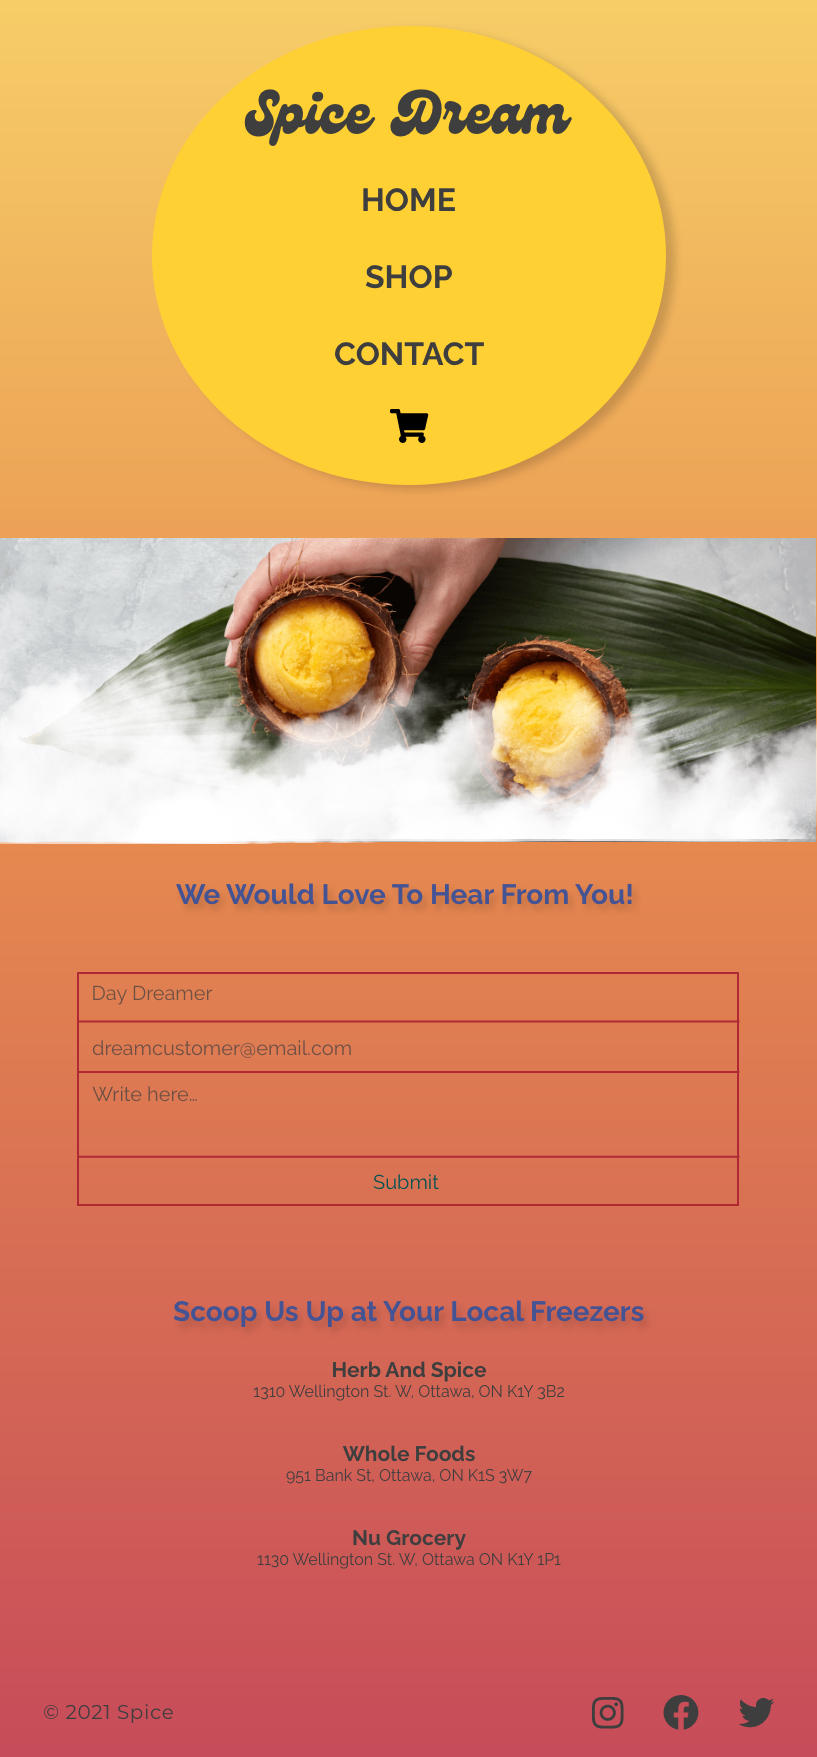 Spice Dream
HOME
SHOP
CONTACT
We Would Love To Hear From You!
Day Dreamer
dreamcustomer@email.com
Write here...
Submit
Scoop Us Up at Your Local Freezers
Herb And Spice
1310 Wellington St. W, Ottawa, ON K1Y 3B2
Whole Foods
951 Bank St, Ottawa, ON K1S 3W7
Nu Grocery
1130 Wellington St. W, Ottawa ON K1Y 1P1
© 2021 Spice